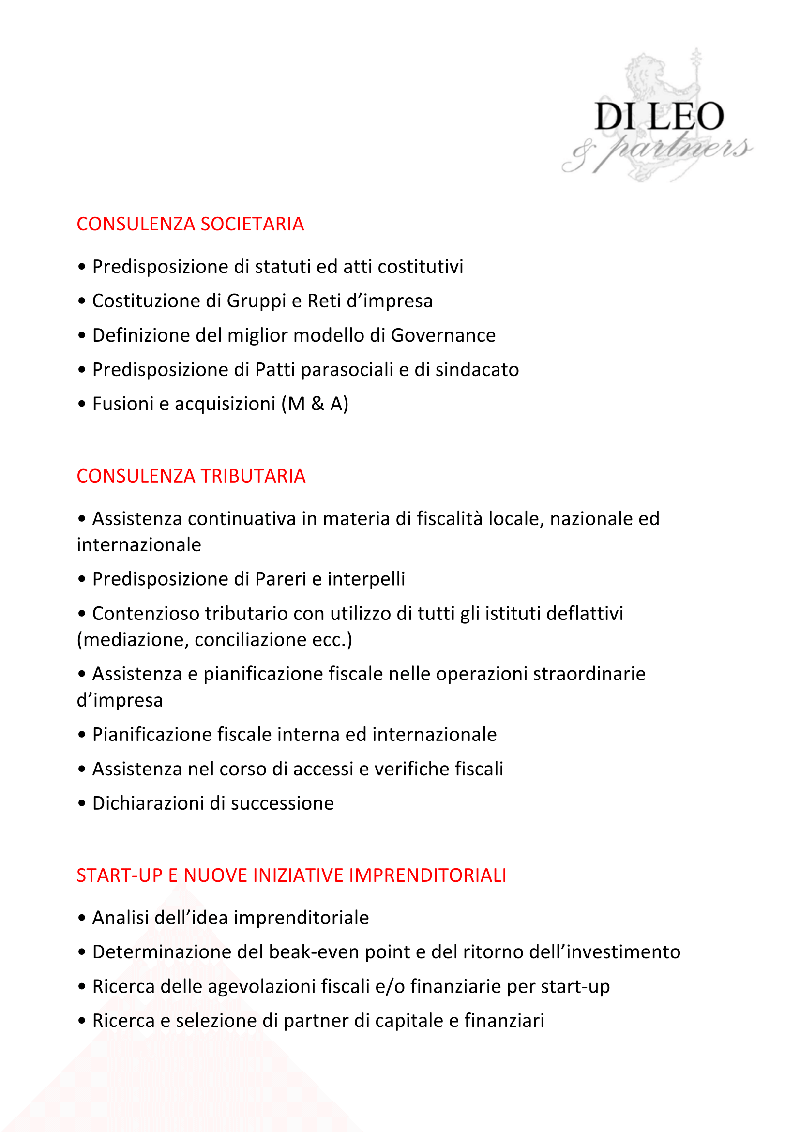 DI LEO
& partners
CONSULENZA SOCIETARIA
• Predisposizione di statuti ed atti costitutivi
• Costituzione di Gruppi e Reti d’impresa
• Definizione del miglior modello di Governance
• Predisposizione di Patti parasociali e di sindacato
• Fusioni e acquisizioni (M & A)
CONSULENZA TRIBUTARIA
• Assistenza continuativa in materia di fiscalità locale, nazionale ed
internazionale
• Predisposizione di Pareri e interpelli
• Contenzioso tributario con utilizzo di tutti gli istituti deflattivi
(mediazione, conciliazione ecc.)
• Assistenza e pianificazione fiscale nelle operazioni straordinarie
d’impresa
• Pianificazione fiscale interna ed internazionale
• Assistenza nel corso di accessi e verifiche fiscali
• Dichiarazioni di successione
START-UP E NUOVE INIZIATIVE IMPRENDITORIALI
• Analisi dell’idea imprenditoriale
• Determinazione del beak-even point e del ritorno dell’investimento
• Ricerca delle agevolazioni fiscali e/o finanziarie per start-up
• Ricerca e selezione di partner di capitale e finanziari